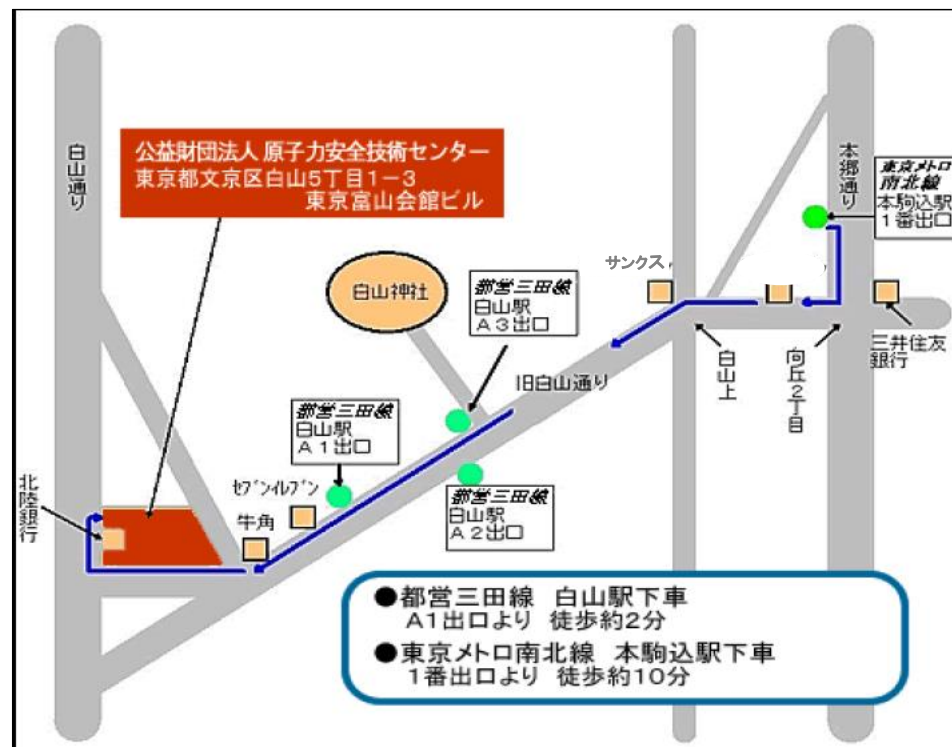 公益財団法人 原子力安全技術センター
東京都文京区白山5丁目1－3
東京富山会館ビル
白山通り
本郷通り
東京メトロ
南北線
本駒込駅
1番出口
サンクス
白山神社
都営三田線
白山駅
A3出口
三井住友
銀行
白山上
向丘2丁目
旧白山通り
都営三田線
白山駅
A1出口
ｾﾌﾞﾝｲﾚﾌﾞﾝ
北陸銀行
牛角
都営三田線
白山駅
A2出口
●都営三田線 白山駅下車
A1出口より 徒歩約2分
●東京メトロ南北線 本駒込駅下車
1番出口より 徒歩約10分